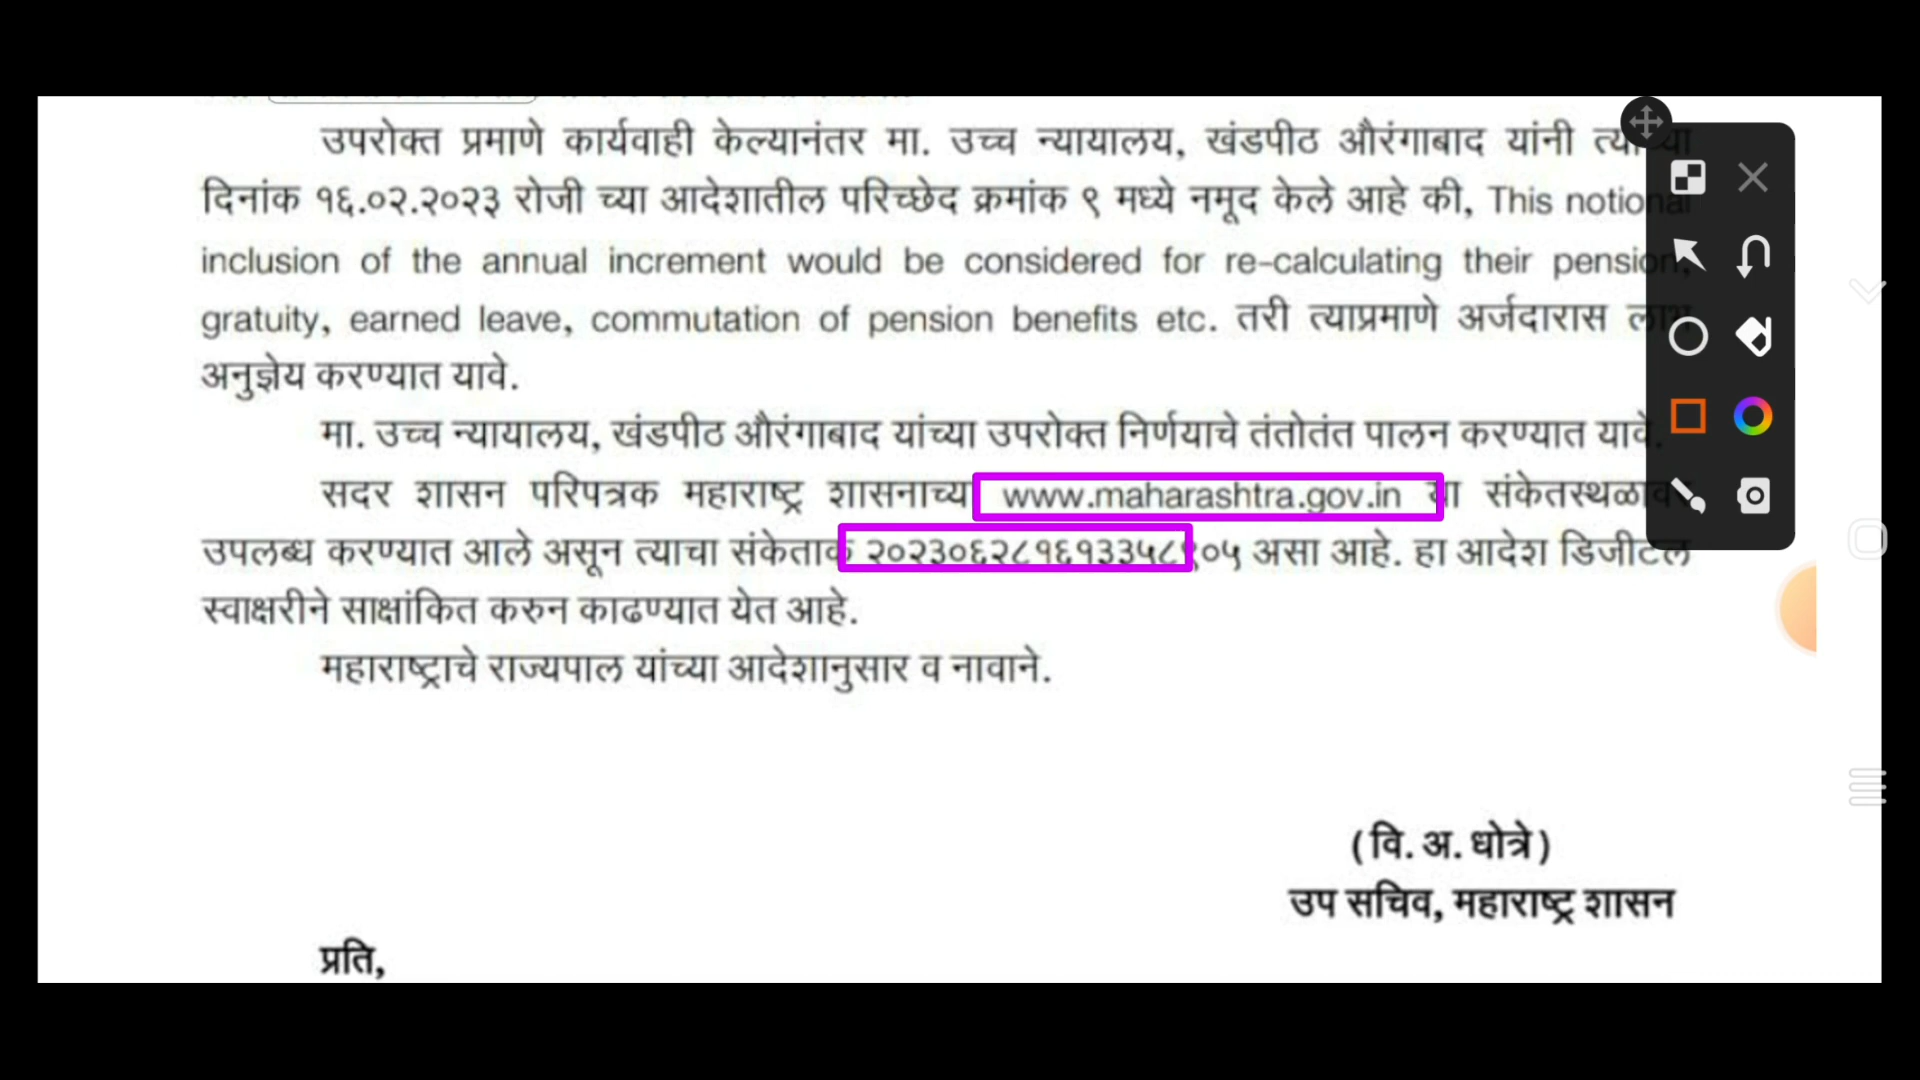 उपरोक्त प्रमाणे कार्यवाही केल्यानंतर मा. उच्च न्यायालय, खंडपीठ औरंगाबाद यांनी त्यांच्या
दिनांक १६.०२.२०२३ रोजी च्या आदेशातील परिच्छेद क्रमांक ९ मध्ये नमूद केले आहे की, This notional
inclusion of the annual increment would be considered for re-calculating their pension,
gratuity, earned leave, commutation of pension benefits etc. तरी त्याप्रमाणे अर्जदारास लाभ
अनुज्ञेय करण्यात यावे.
मा. उच्च न्यायालय, खंडपीठ औरंगाबाद यांच्या उपरोक्त निर्णयाचे तंतोतंत पालन करण्यात यावे.
सदर शासन परिपत्रक महाराष्ट्र शासनाच्या www.maharashtra.gov.in या संकेतस्थळावर
उपलब्ध करण्यात आले असून त्याचा संकेताक २०२३०६२८१६१३३५८९०५ असा आहे. हा आदेश डिजीटल
स्वाक्षरीने साक्षांकित करुन काढण्यात येत आहे.
महाराष्ट्राचे राज्यपाल यांच्या आदेशानुसार व नावाने.
(वि. अ. धोत्रे)
उप सचिव, महाराष्ट्र शासन
प्रति,